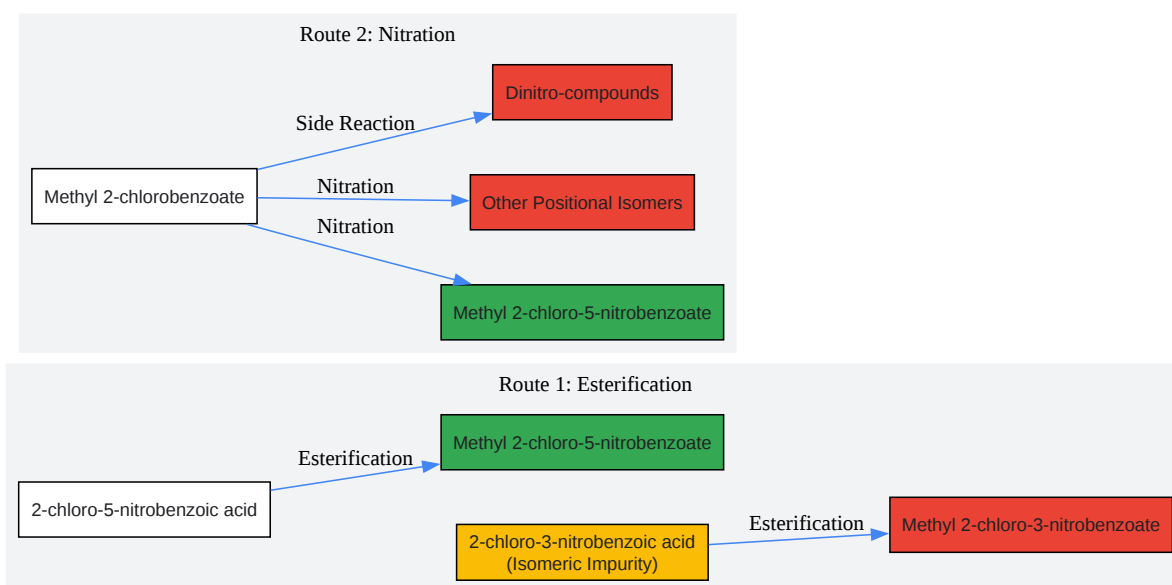 Route 2: Nitration
Dinitro-compounds
Side Reaction
Methyl 2-chlorobenzoate
Nitration
Other Positional Isomers
Nitration
Methyl 2-chloro-5-nitrobenzoate
Route 1: Esterification
Methyl 2-chloro-5-nitrobenzoate
Esterification
2-chloro-5-nitrobenzoic acid
2-chloro-3-nitrobenzoic acid
(Isomeric Impurity)
Esterification
Methyl 2-chloro-3-nitrobenzoate